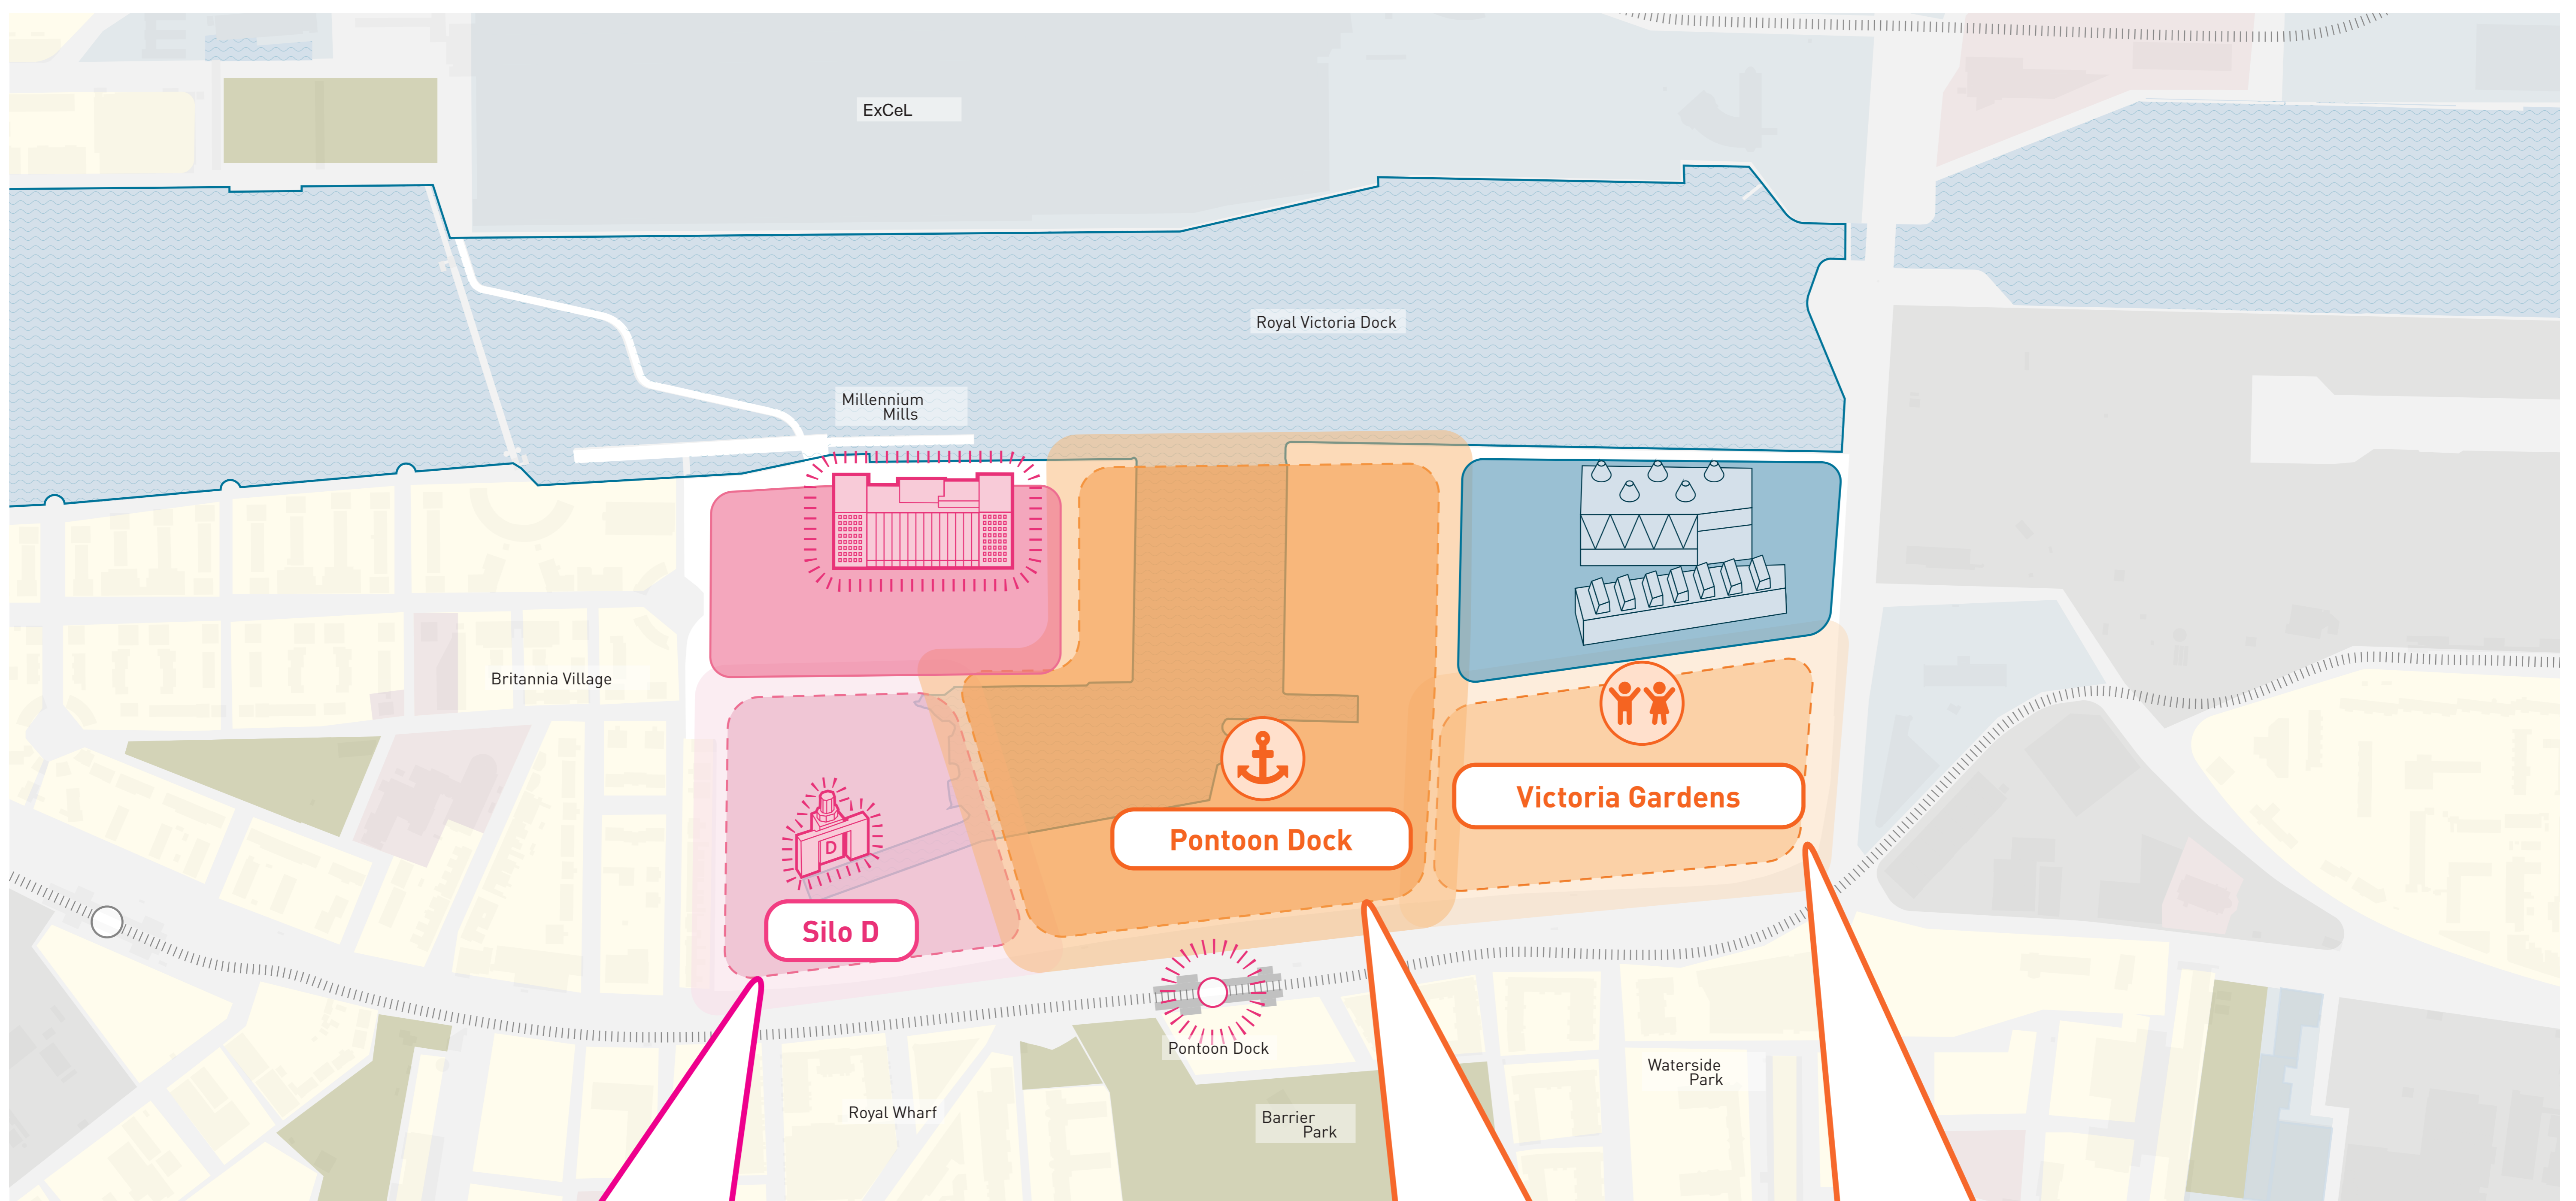 ExCeL
Royal Victoria Dock
Millennium
Mills
Britannia Village
Victoria Gardens
Pontoon Dock
D
Silo D
Pontoon Dock
Waterside
Park
Royal Wharf
Barrier
Park